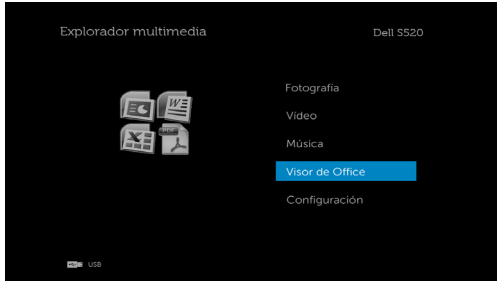 Explorador multimedia
Dell S520
Fotografía
Vídeo
Música
Visor de Office
Configuración
USB